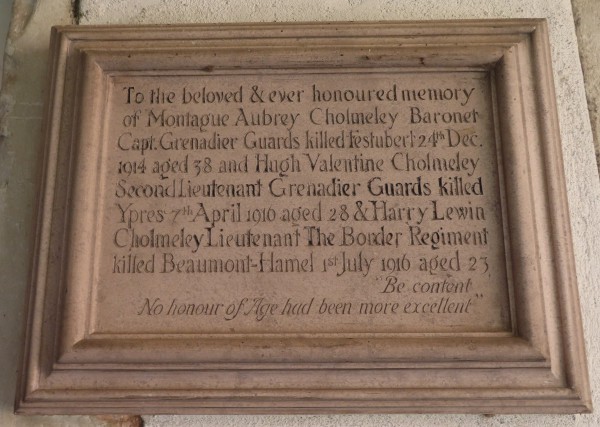 To the beloved & ever honoured memory
of Montague Aubrey Cholmeley Baronet
Capt. Grenadier Guards killed Festubert 24th Dec.
1914 aged 38 and Hugh Valentine Cholmeley
Second Lieutenant Grenadier Guards killed
Ypres 7th April 1916 aged 28 & Harry Lewin
Cholmeley Lieutenant The Border Regiment
killed Beaumont-Hamel 1st July 1916 aged 23
"Be content
"No honour of Age had been more excellent"